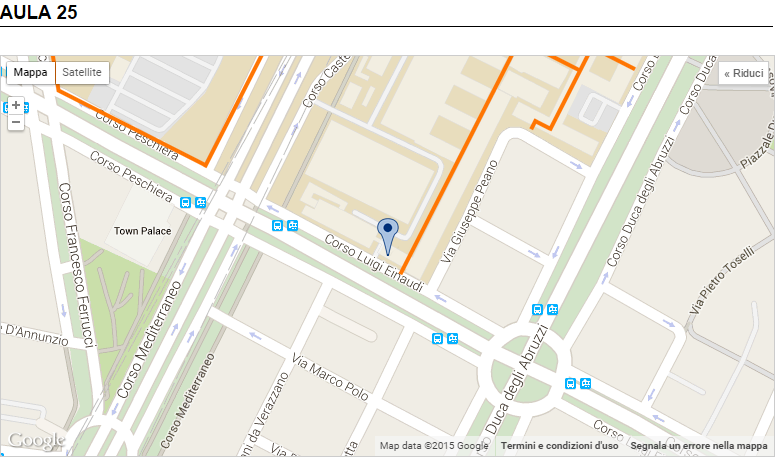 AULA 25
Mappa
Satellite
« Riduci
+
−
Corso Peschiera
Corso Peschiera
Corso Caste
Corso Duca
Corso Duca degli Abruzzi
Town Palace
Corso Francesco Ferrucci
Corso Mediterraneo
Corso Mediterraneo
Corso Luigi Einaudi
Via Giuseppe Peano
Via Pietro Toselli
D'Annunzio
Via Marco Polo
ni da Verazzano
etta
Corso Duca degli Abruzzi
Google
Map data ©2015 Google
Termini e condizioni d'uso
Segnala un errore nella mappa